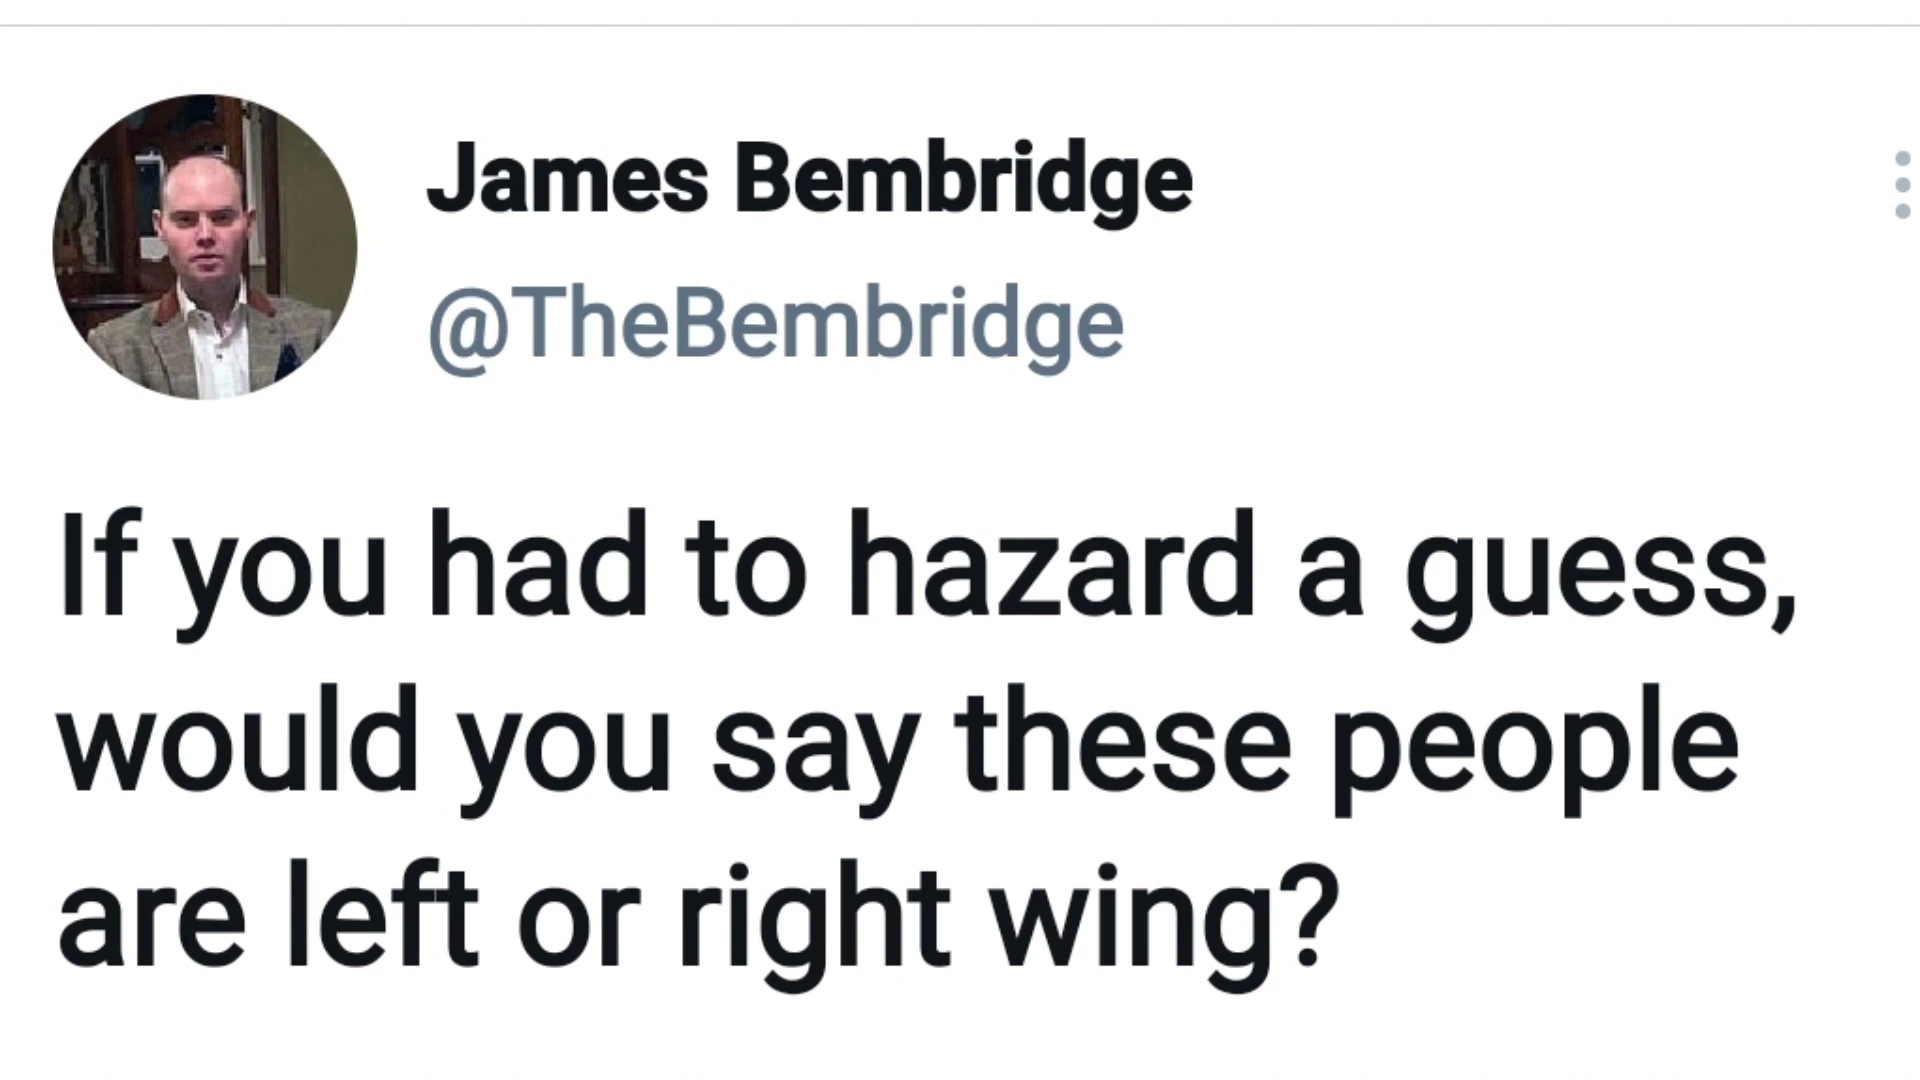 James Bembridge
@TheBembridge
If you had to hazard a guess,
would you say these people
are left or right wing?